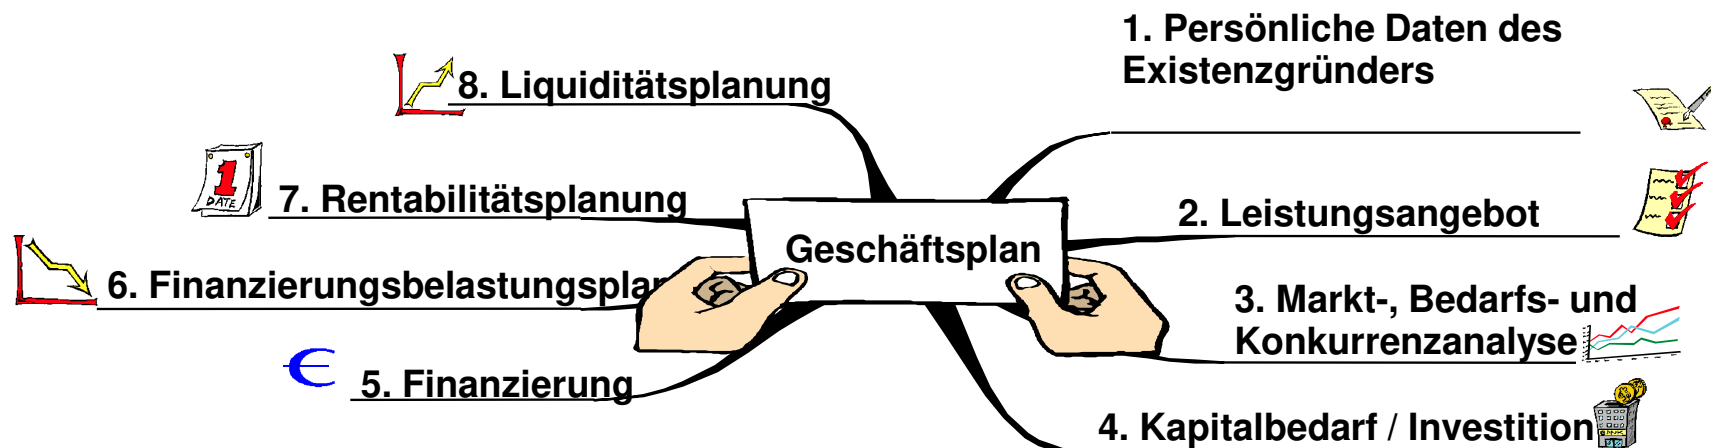 1. Persönliche Daten des
Existenzgründers
2. Leistungsangebot
3. Markt-, Bedarfs- und
Konkurrenzanalyse
4. Kapitalbedarf / Investition
5. Finanzierung
6. Finanzierungsbelastungsplan
7. Rentabilitätsplanung
8. Liquiditätsplanung
Geschäftsplan
1
DATE
BANK